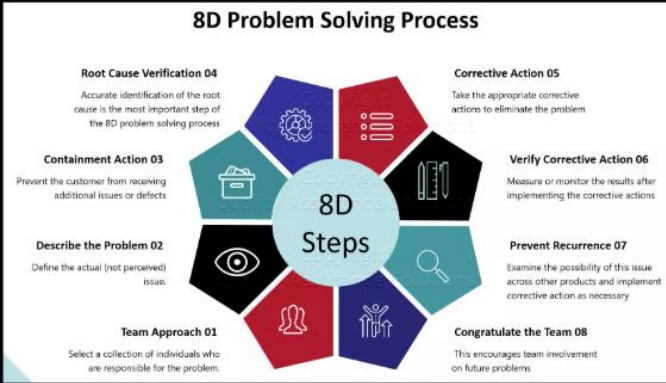 8D Problem Solving Process
Root Cause Verification 04
Accurate identification of the root
cause is the most important step of
the 8D problem solving process
Corrective Action 05
Take the appropriate corrective
actions to eliminate the problem
Containment Action 03
Prevent the customer from receiving
additional issues or defects
Verify Corrective Action 06
Measure or monitor the results after
implementing the corrective actions
8D
Steps
Describe the Problem 02
Define the actual (not perceived)
issue.
Prevent Recurrence 07
Examine the possibility of this issue
across other products and implement
corrective action as necessary
Team Approach 01
Select a collection of individuals who
are responsible for the problem.
Congratulate the Team 08
This encourages team involvement
on future problems